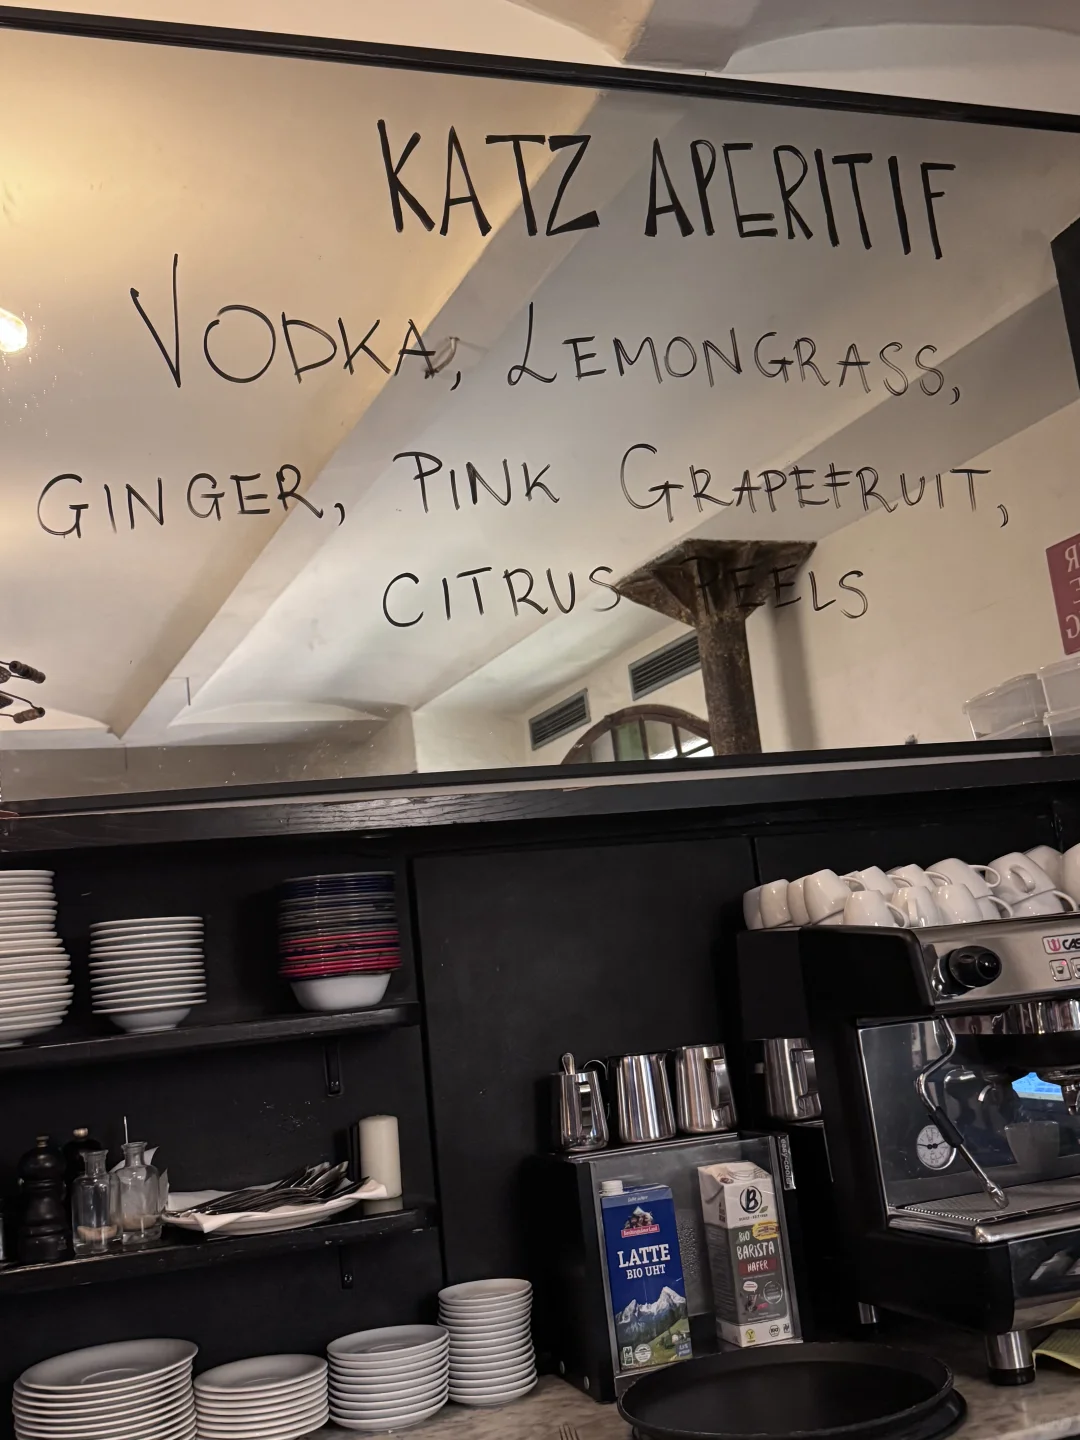 KATZ APERITIF
VODKA, LEMONGRASS,
GINGER, PINK GRAPEFRUIT,
CITRUS PEELS
LATTE
BIO UHT
B
BIO
BARISTA
HAFER